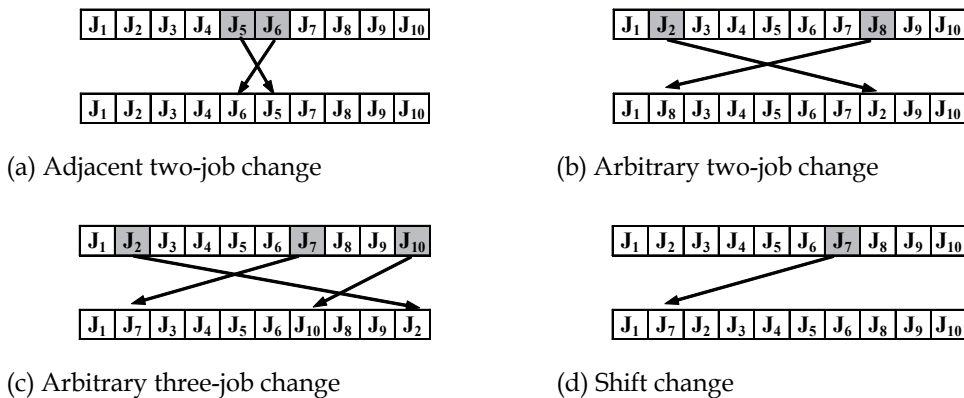 J1 J2 J3 J4 J5 J6 J7 J8 J9 J10
J1 J2 J3 J4 J6 J5 J7 J8 J9 J10
(a) Adjacent two-job change
J1 J2 J3 J4 J5 J6 J7 J8 J9 J10
J1 J8 J3 J4 J5 J6 J7 J2 J9 J10
(b) Arbitrary two-job change
J1 J2 J3 J4 J5 J6 J7 J8 J9 J10
J1 J7 J3 J4 J5 J6 J10 J8 J9 J2
(c) Arbitrary three-job change
J1 J2 J3 J4 J5 J6 J7 J8 J9 J10
J1 J7 J2 J3 J4 J5 J6 J8 J9 J10
(d) Shift change